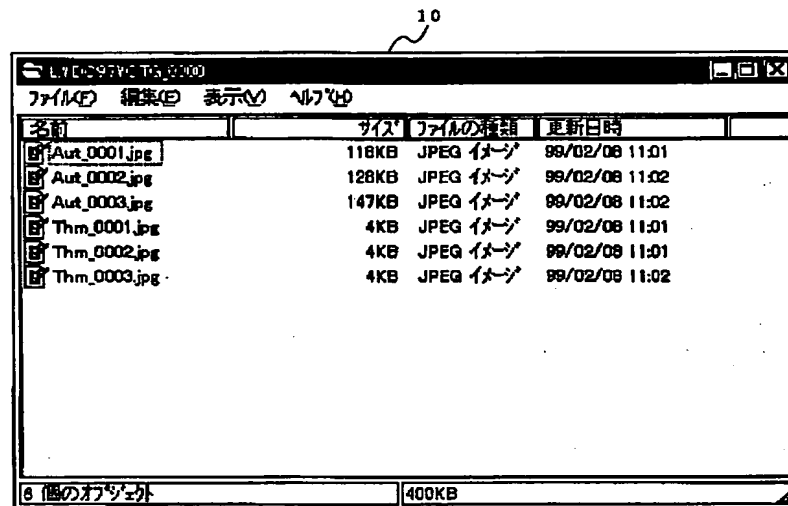 10
ファイル(F) 編集(E) 表示(V) ヘルプ(H)
名前 サイズ ファイルの種類 更新日時
Aut_0001.jpg 118KB JPEG イメージ 99/02/08 11:01
Aut_0002.jpg 128KB JPEG イメージ 99/02/08 11:02
Aut_0003.jpg 147KB JPEG イメージ 99/02/08 11:02
Thm_0001.jpg 4KB JPEG イメージ 99/02/08 11:01
Thm_0002.jpg 4KB JPEG イメージ 99/02/08 11:01
Thm_0003.jpg 4KB JPEG イメージ 99/02/08 11:02
6 個のオブジェクト 400KB